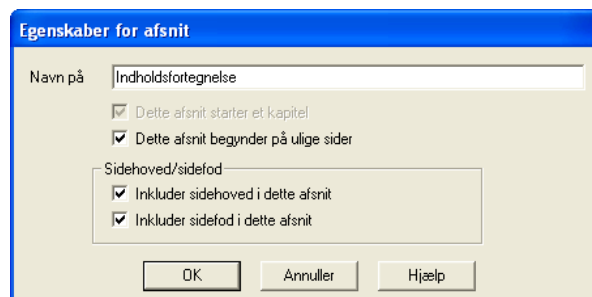 Egenskaber for afsnit
Navn på Indholdsfortegnelse
Dette afsnit starter et kapitel
Dette afsnit begynder på ulige sider
Sidehoved/sidefod
Inkluder sidehoved i dette afsnit
Inkluder sidefod i dette afsnit
OK Annuller Hjælp